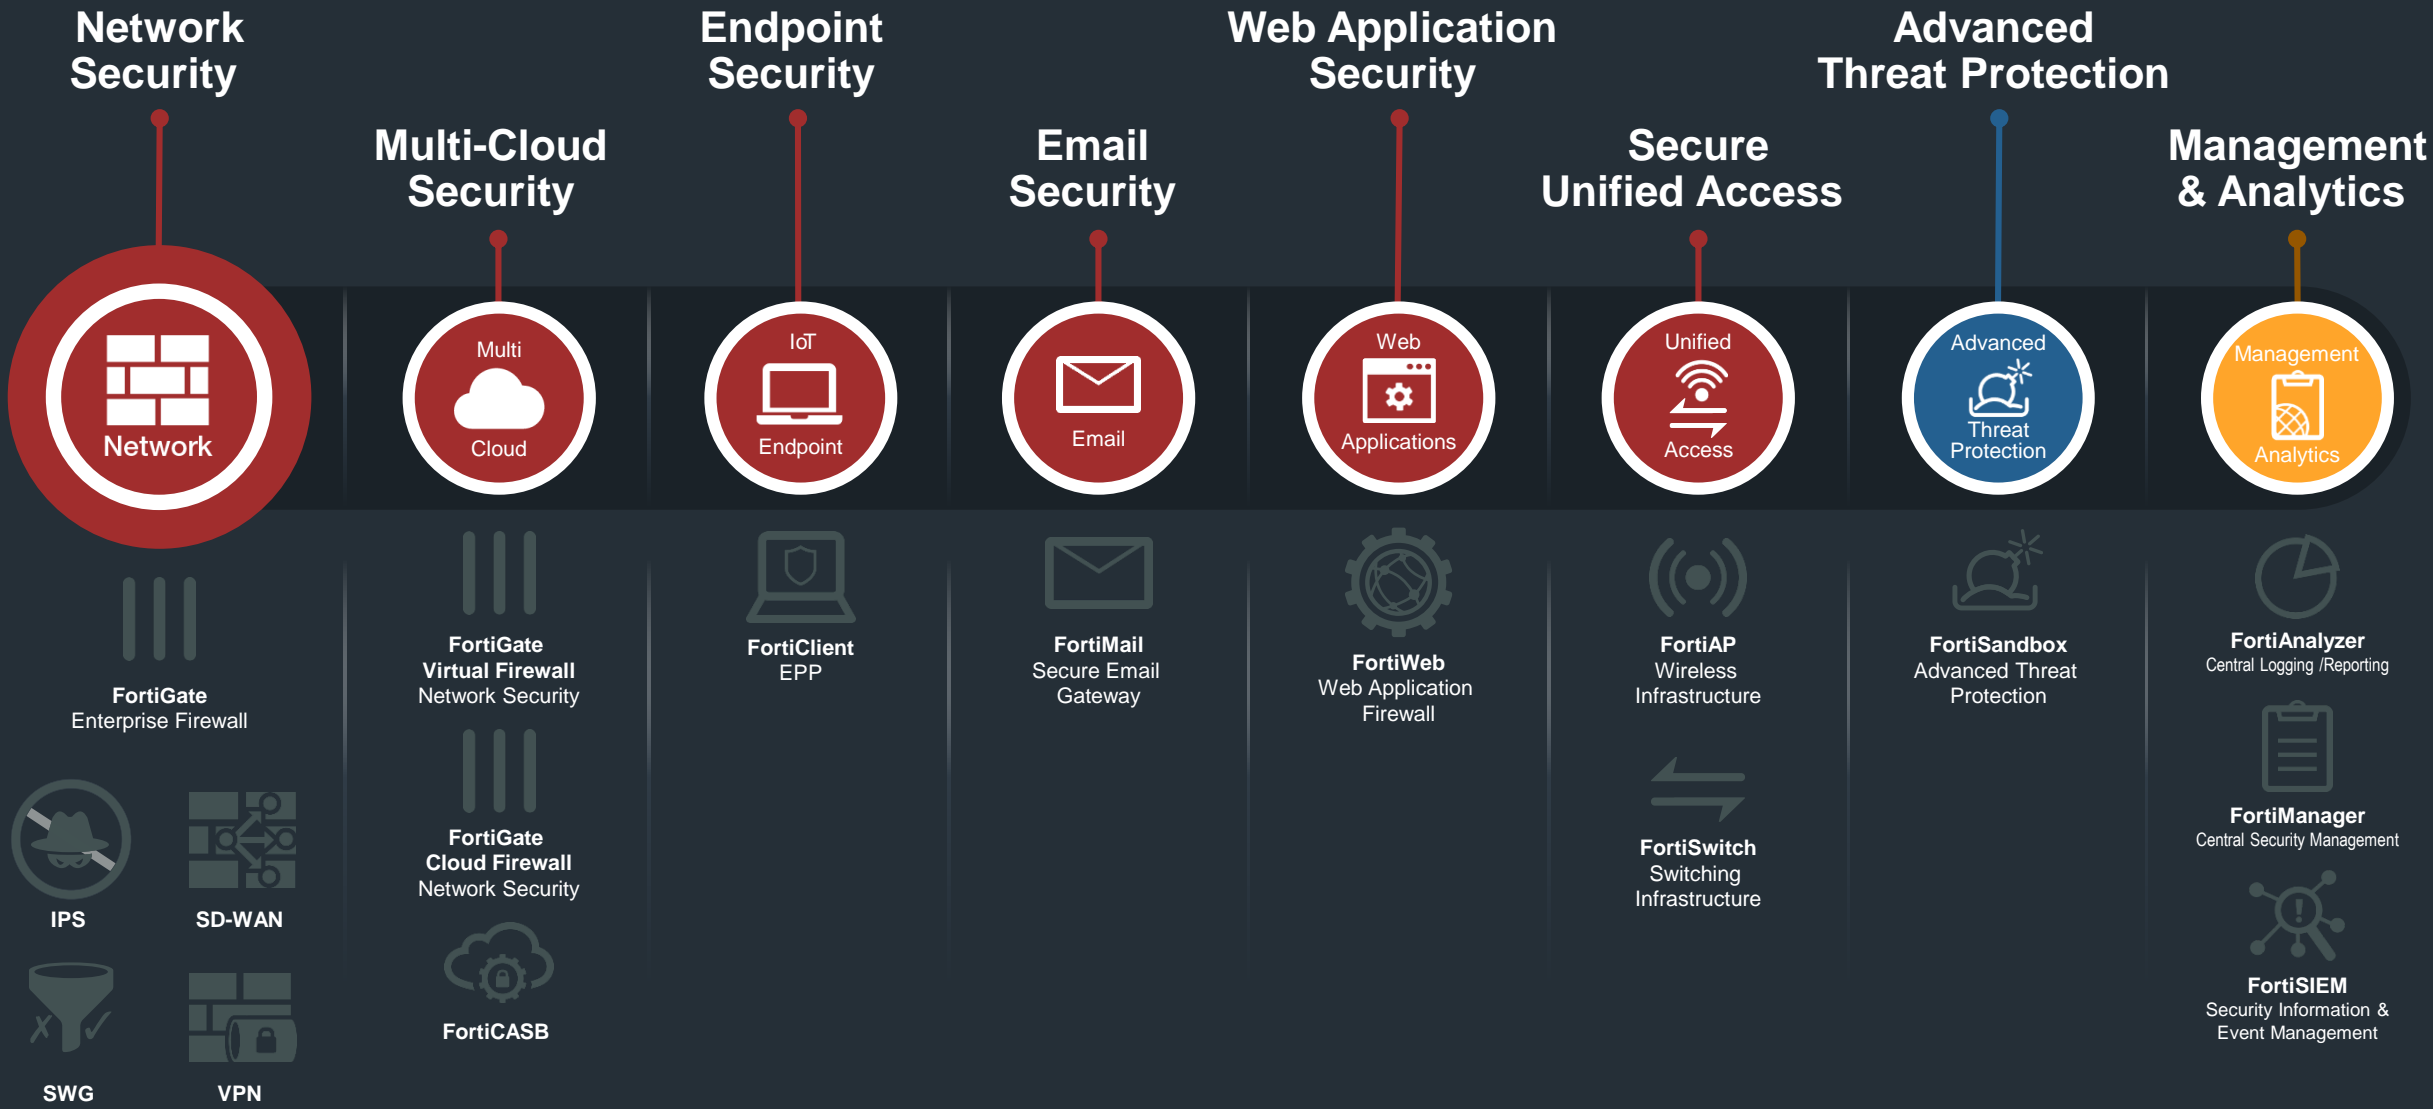 Network
Security
Multi-Cloud
Security
Endpoint
Security
Email
Security
Web Application
Security
Secure
Unified Access
Advanced
Threat Protection
Management
& Analytics
Network
Multi
Cloud
IoT
Endpoint
Email
Web
Applications
Unified
Access
Advanced
Threat
Protection
Management
Analytics
FortiGate
Enterprise Firewall
IPS
SD-WAN
SWG
VPN
FortiGate
Virtual Firewall
Network Security
FortiGate
Cloud Firewall
Network Security
FortiCASB
FortiClient
EPP
FortiMail
Secure Email
Gateway
FortiWeb
Web Application
Firewall
FortiAP
Wireless
Infrastructure
FortiSwitch
Switching
Infrastructure
FortiSandbox
Advanced Threat
Protection
FortiAnalyzer
Central Logging /Reporting
FortiManager
Central Security Management
FortiSIEM
Security Information &
Event Management